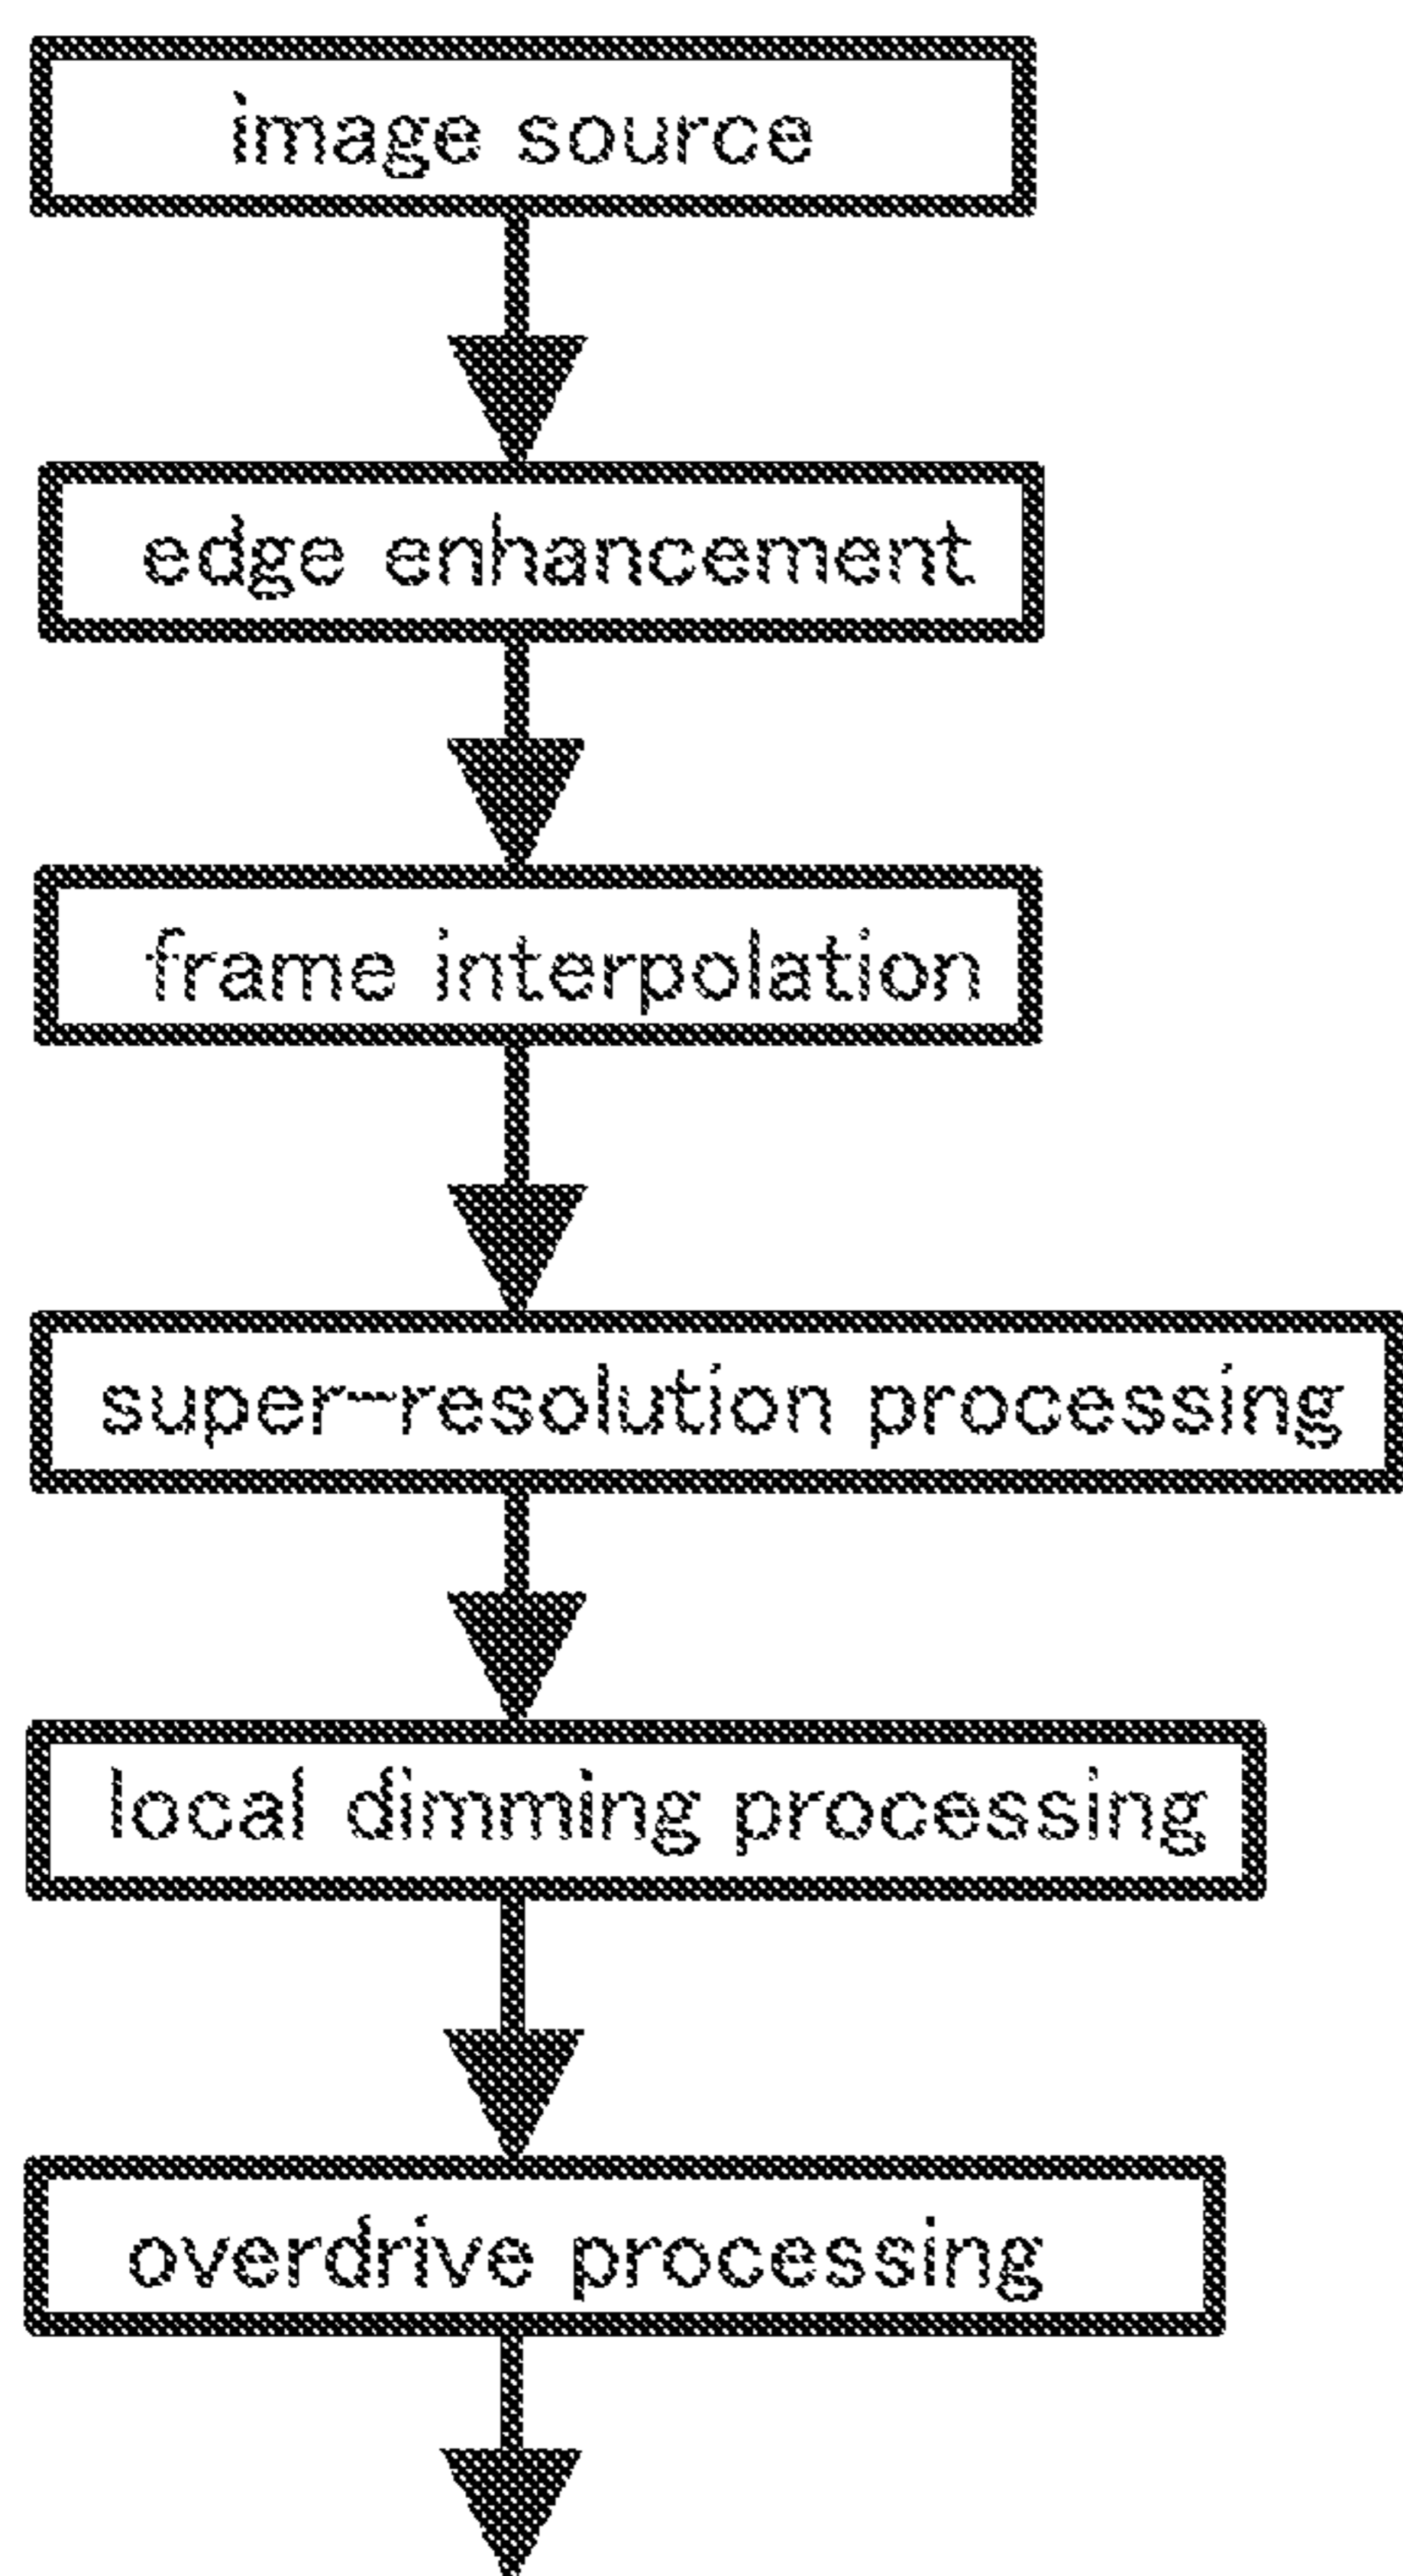 image source
edge enhancement
frame interpolation
super-resolution processing
local dimming processing
overdrive processing